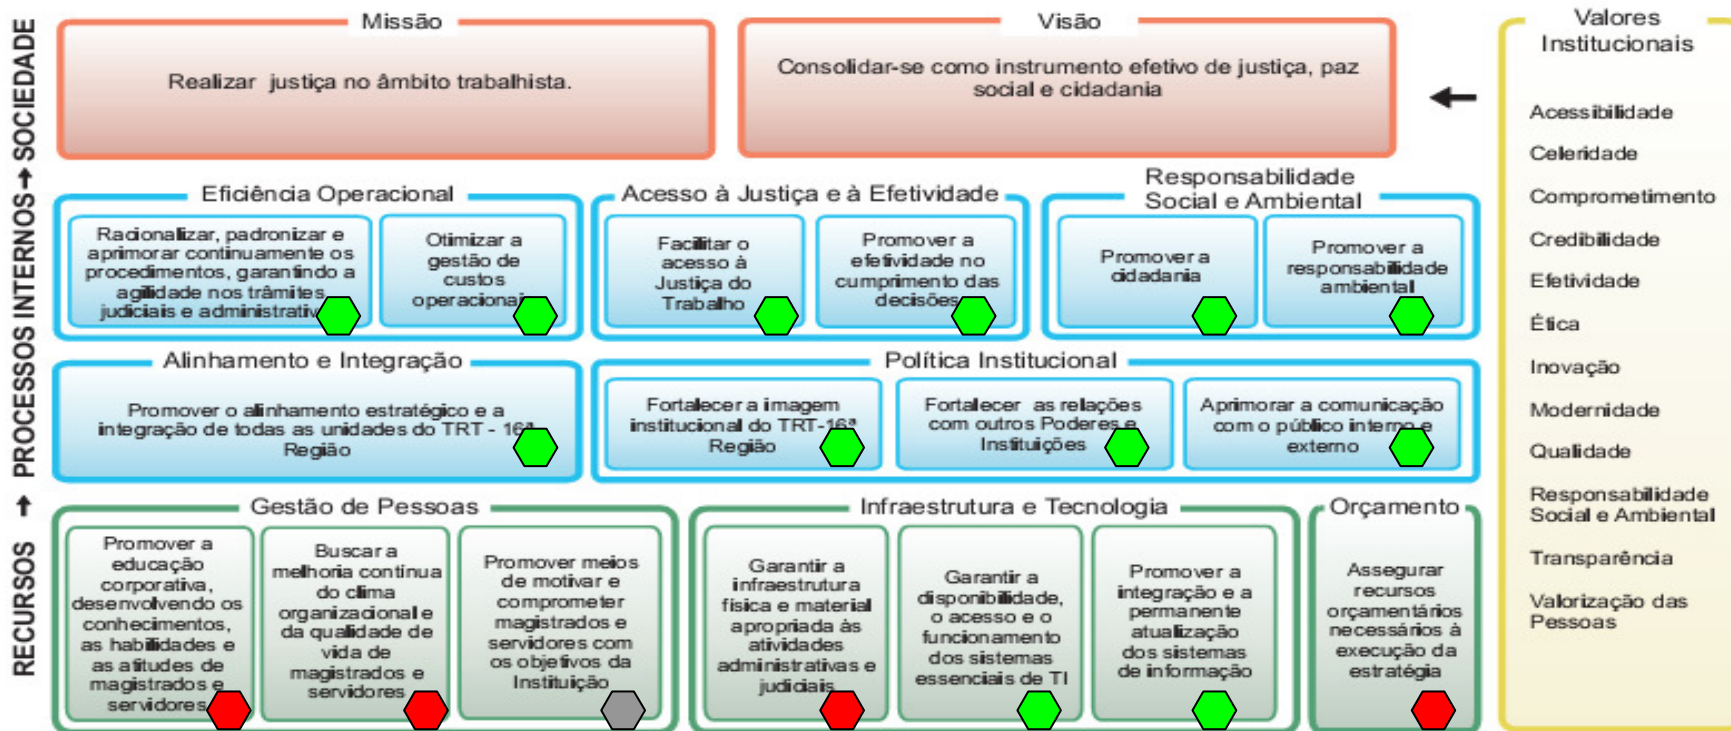 Missão
Realizar justiça no âmbito trabalhista.
Visão
Consolidar-se como instrumento efetivo de justiça, paz
social e cidadania
Valores
Institucionais
Acessibilidade
Celeridade
Comprometimento
Credibilidade
Efetividade
Ética
Inovação
Modernidade
Qualidade
Responsabilidade
Social e Ambiental
Transparência
Valorização das
Pessoas
SOCIEDADE
PROCESSOS INTERNOS
RECURSOS
Eficiência Operacional
Racionalizar, padronizar e
aprimorar continuamente os
procedimentos, garantindo a
agilidade nos trâmites
judiciais e
Otimizar a
gestão de
custos
Acesso à Justiça e à Efetividade
Facilitar o
acesso à
Justiça do
Trabalho
Promover a
efetividade no
cumprimento das
decisões
Responsabilidade
Social e Ambiental
Promover a
cidadania
Promover a
responsabilidade
ambiental
Alinhamento e Integração
Promover o alinhamento estratégico e a
integração de todas as unidades do TRT - 16ª
Região
Política Institucional
Fortalecer a imagem
institucional do TRT-16ª
Região
Fortalecer as relações
com outros Poderes e
Instituições
Aprimorar a comunicação
com o público interno e
externo
Gestão de Pessoas
Promover a
educação
corporativa,
desenvolvendo os
conhecimentos,
as habilidades e
as atitudes de
magistrados e
servidores
Buscar a
melhoria contínua
do clima
organizacional e
da qualidade de
vida de
magistrados e
servidores
Promover meios
de motivar e
comprometer
magistrados e
servidores com
os objetivos da
Instituição
Infraestrutura e Tecnologia
Garantir a
infraestrutura
física e material
apropriada às
atividades
administrativas e
judiciais
Garantir a
disponibilidade,
o acesso e o
funcionamento
dos sistemas
essenciais de TI
Promover a
integração e a
permanente
atualização
dos sistemas
de informação
Orçamento
Assegurar
recursos
orçamentários
necessários à
execução da
estratégia